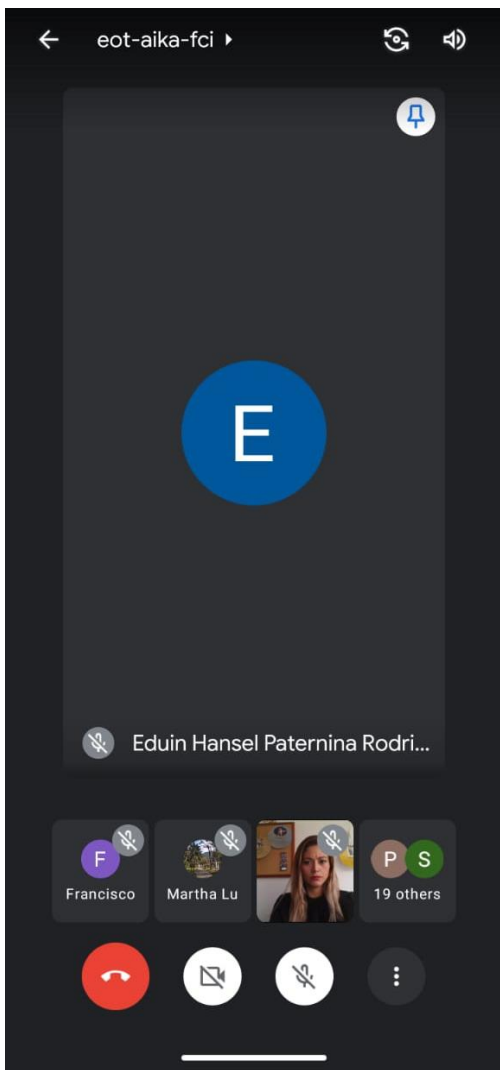 eot-aika-fci
E
Eduin Hansel Paternina Rodri...
F
Francisco
Martha Lu
P S
19 others